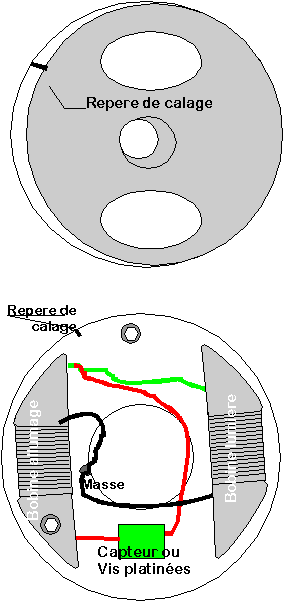 Repere de calage
Repere de
calage
Bobine allumage
Bobine lumiere
Masse
Capteur ou
Vis platinées